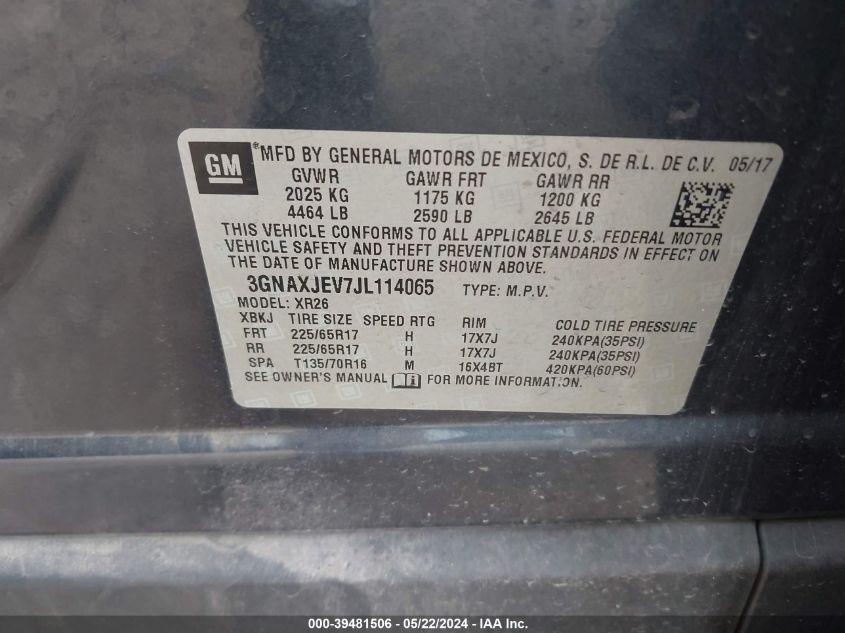 GM ®MFD BY GENERAL MOTORS DE MEXICO, S. DE R.L. DE C.V. 05/17
GVWR GAWR FRT GAWR RR
2025 KG 1175 KG 1200 KG
4464 LB 2590 LB 2645 LB
THIS VEHICLE CONFORMS TO ALL APPLICABLE U.S. FEDERAL MOTOR
VEHICLE SAFETY AND THEFT PREVENTION STANDARDS IN EFFECT ON
THE DATE OF MANUFACTURE SHOWN ABOVE.
3GNAXJEV7JL114065 TYPE: M.P.V.
MODEL: XR26
XBKJ TIRE SIZE SPEED RTG RIM COLD TIRE PRESSURE
FRT 225/65R17 H 17X7J 240KPA(35PSI)
RR 225/65R17 H 17X7J 240KPA(35PSI)
SPA T135/70R16 M 16X4BT 420KPA(60PSI)
SEE OWNER'S MANUAL FOR MORE INFORMATION.
000-39481506 - 05/22/2024 - IAA Inc.